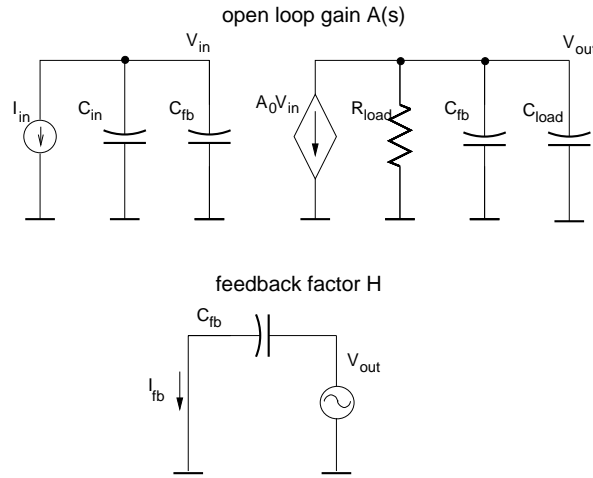 open loop gain A(s)
V_in V_out
I_in C_in C_fb A_0V_in R_load C_fb C_load
feedback factor H
C_fb
V_out
I_fb